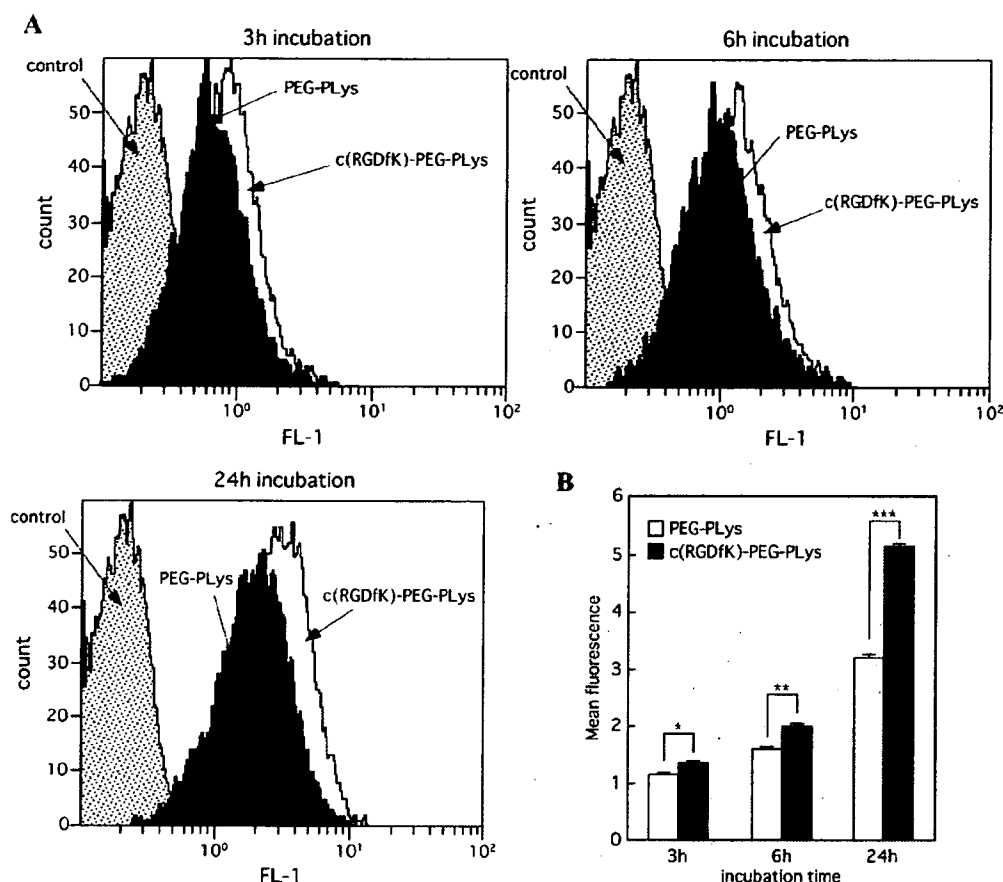 A
3h incubation
control
PEG-PLys
c(RGDfK)-PEG-PLys
50
40
30
20
10
0
count
10⁰
10¹
10²
FL-1
6h incubation
control
PEG-PLys
c(RGDfK)-PEG-PLys
50
40
30
20
10
0
count
10⁰
10¹
10²
FL-1
24h incubation
control
PEG-PLys
c(RGDfK)-PEG-PLys
50
40
30
20
10
0
count
10⁰
10¹
10²
FL-1
B
PEG-PLys
c(RGDfK)-PEG-PLys
6
5
4
3
2
1
0
Mean fluorescence
*
**
***
3h
6h
24h
incubation time